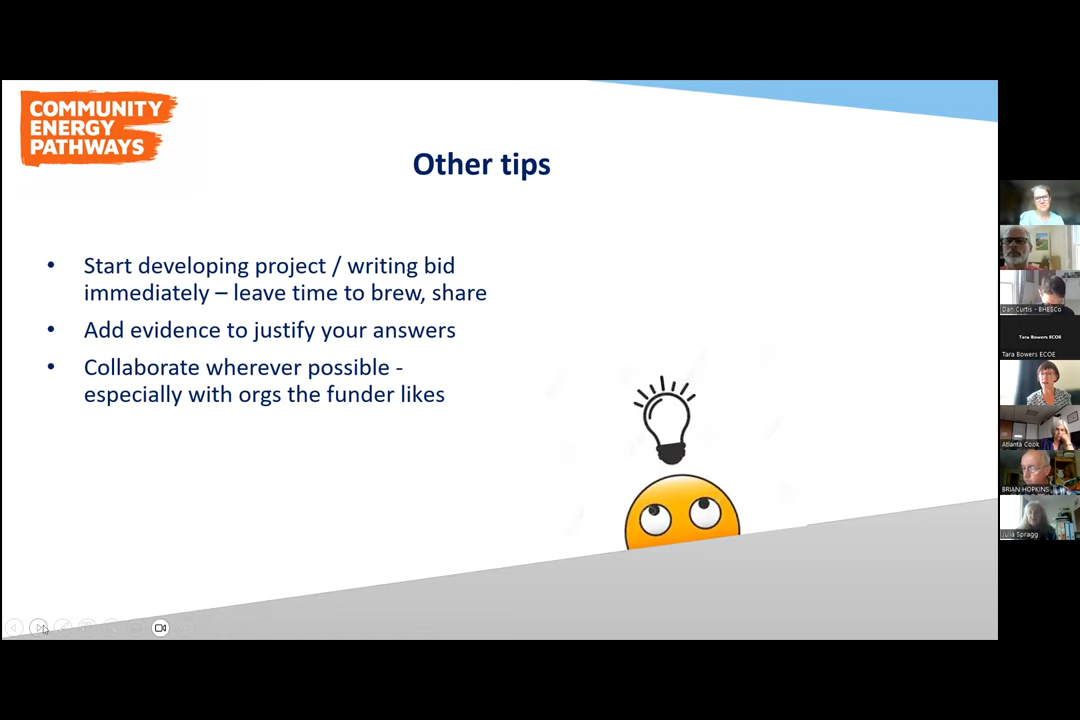 COMMUNITY
ENERGY
PATHWAYS
Other tips
• Start developing project / writing bid
immediately – leave time to brew, share
• Add evidence to justify your answers
• Collaborate wherever possible -
especially with orgs the funder likes
Dan Curtis - BHESCo
Tara Bowers ECOE
Tara Bowers ECOE
Atlanta Cook
BRIAN HOPKINS
Julia Spragg